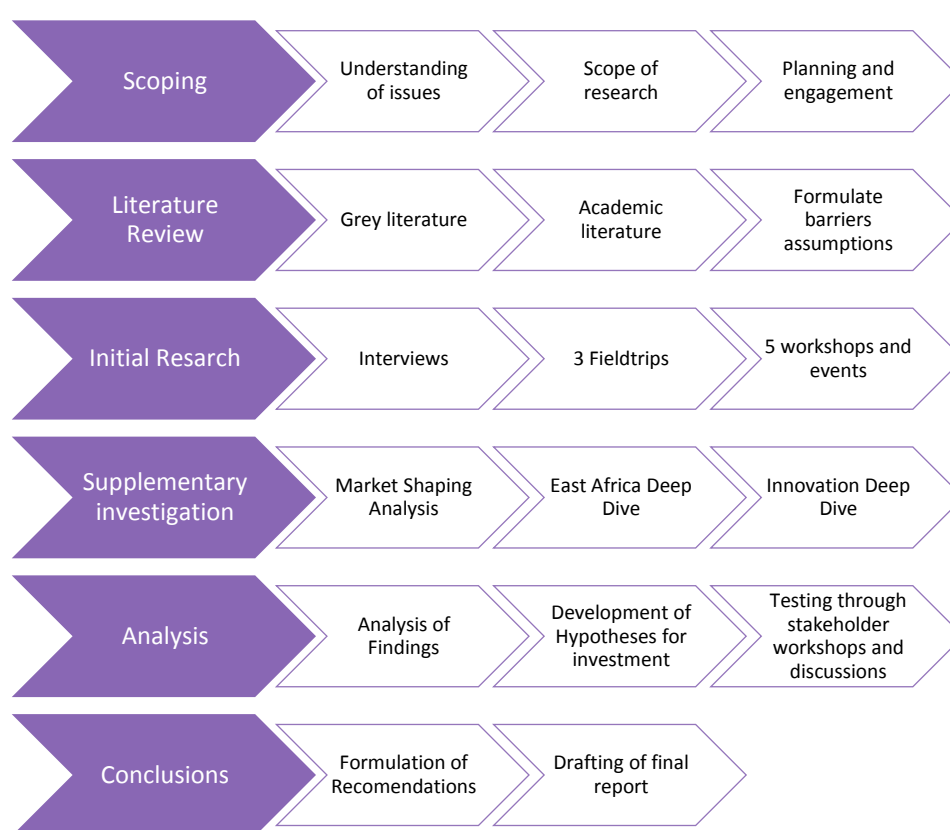 Scoping
Understanding
of issues
Scope of
research
Planning and
engagement
Literature
Review
Grey literature
Academic
literature
Formulate
barriers
assumptions
Initial Resarch
Interviews
3 Fieldtrips
5 workshops and
events
Supplementary
investigation
Market Shaping
Analysis
East Africa Deep
Dive
Innovation Deep
Dive
Analysis
Analysis of
Findings
Development of
Hypotheses for
investment
Testing through
stakeholder
workshops and
discussions
Conclusions
Formulation of
Recomendations
Drafting of final
report